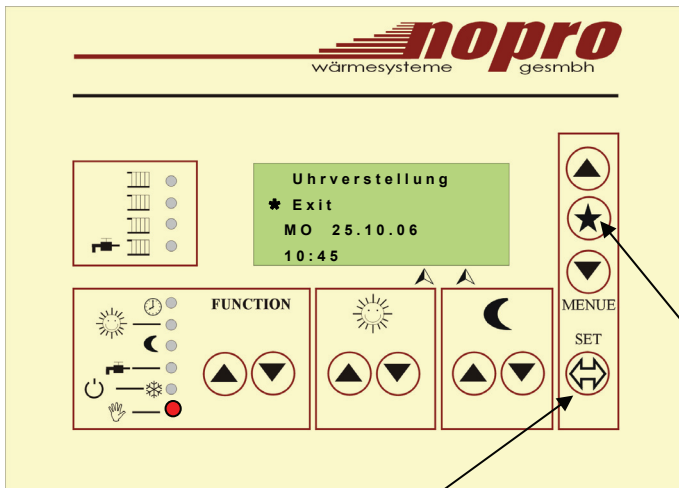 nopro
wärmesysteme gesmbh
Uhrverstellung
* Exit
MO 25.10.06
10:45
MENUE
FUNCTION
SET